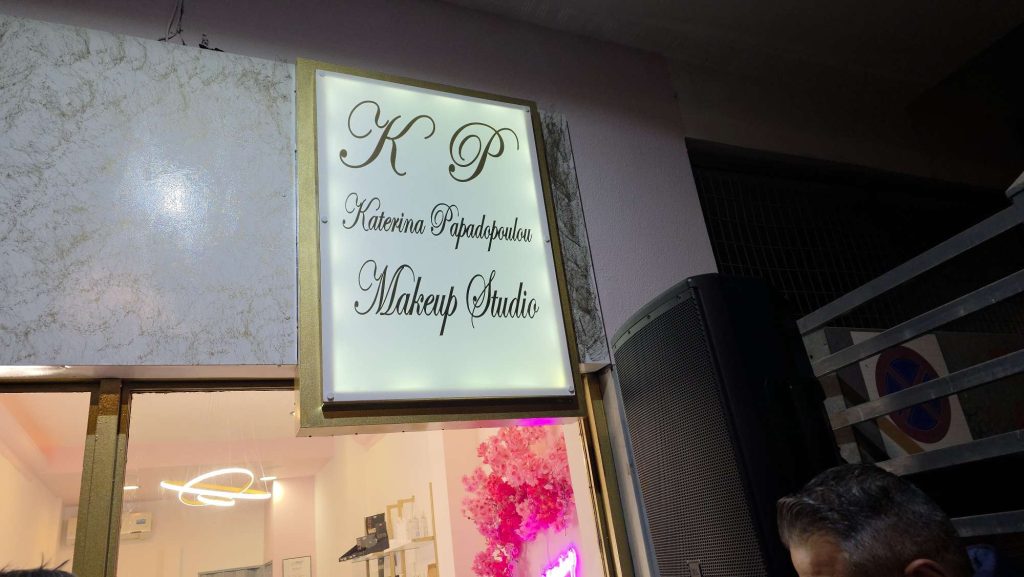 K P
Katerina Papadopoulou
Makeup Studio